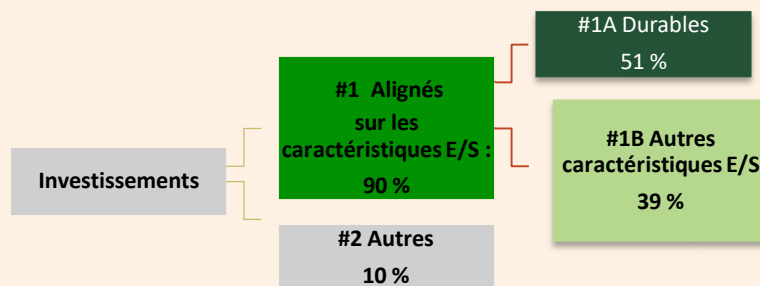 Investissements
#1 Alignés
sur les
caractéristiques E/S :
90 %
#2 Autres
10 %
#1A Durables
51 %
#1B Autres
caractéristiques E/S
39 %